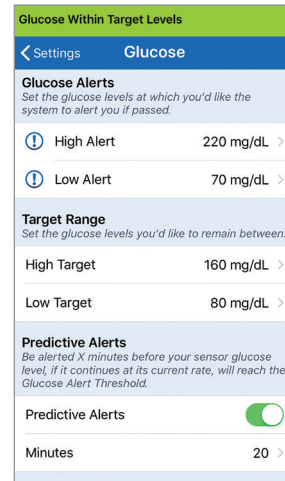 Glucose Within Target Levels
Settings Glucose
Glucose Alerts
Set the glucose levels at which you'd like the
system to alert you if passed.
High Alert 220 mg/dL
Low Alert 70 mg/dL
Target Range
Set the glucose levels you'd like to remain between.
High Target 160 mg/dL
Low Target 80 mg/dL
Predictive Alerts
Be alerted X minutes before your sensor glucose
level, if it continues at its current rate, will reach the
Glucose Alert Threshold.
Predictive Alerts
Minutes 20